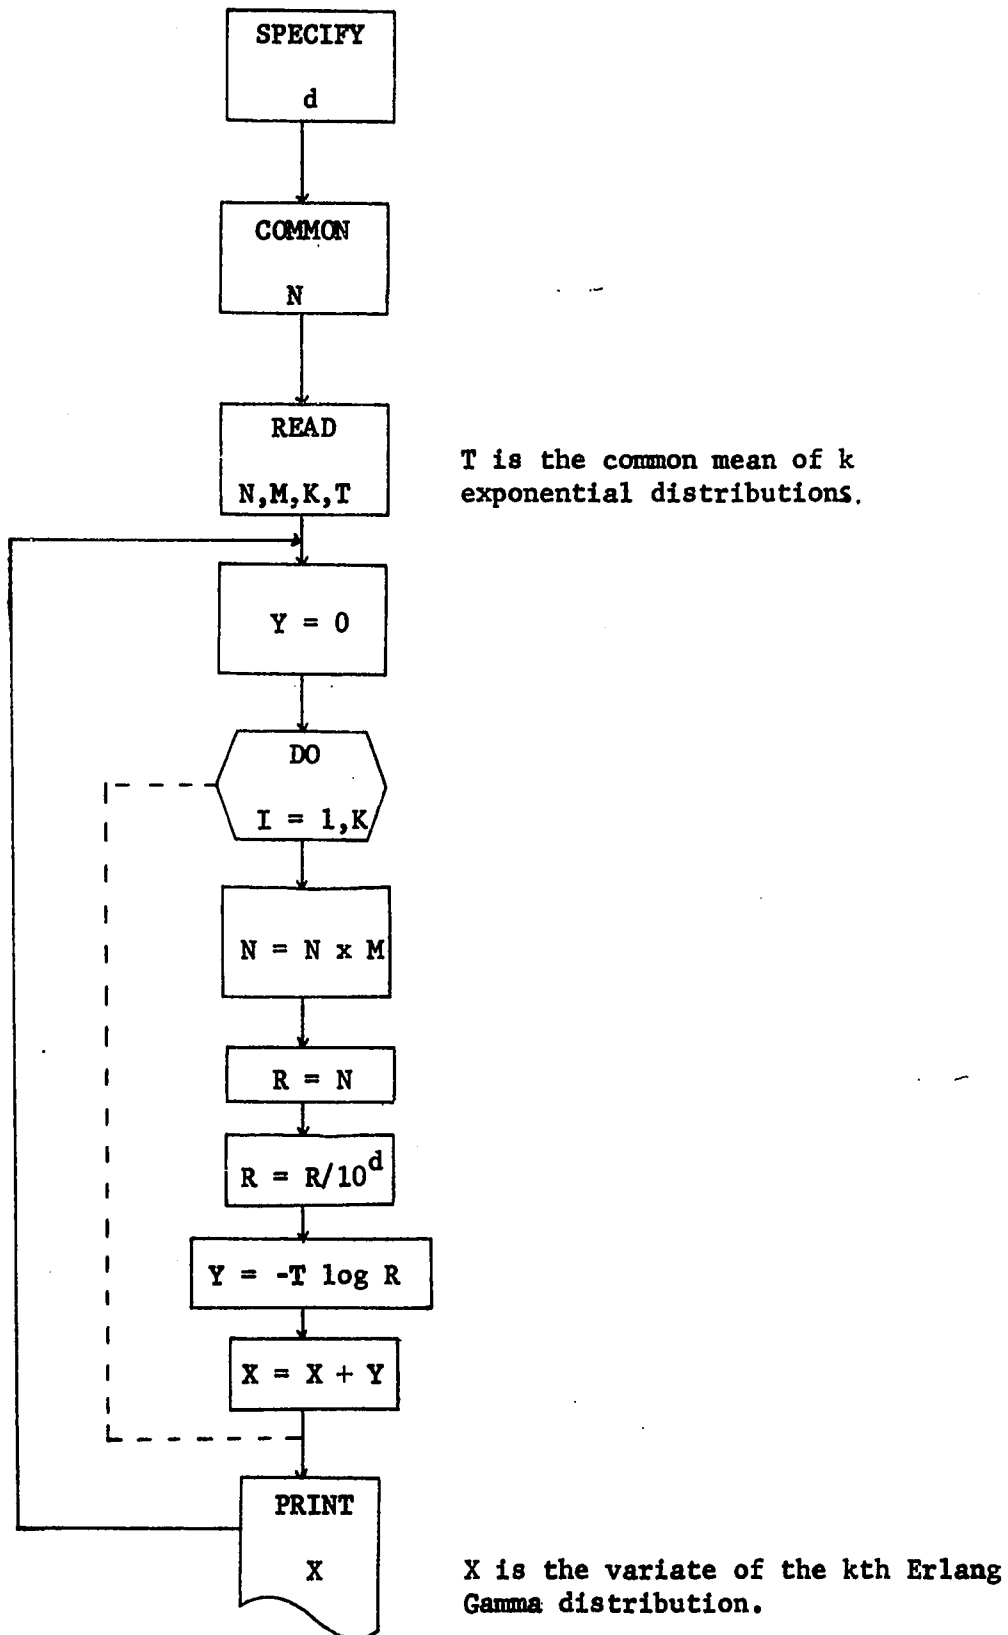 SPECIFY
d
COMMON
N
READ
N,M,K,T
T is the common mean of k
exponential distributions.
Y = 0
DO
I = 1,K
N = N x M
R = N
R = R/10^d
Y = -T log R
X = X + Y
PRINT
X
X is the variate of the kth Erlang
Gamma distribution.